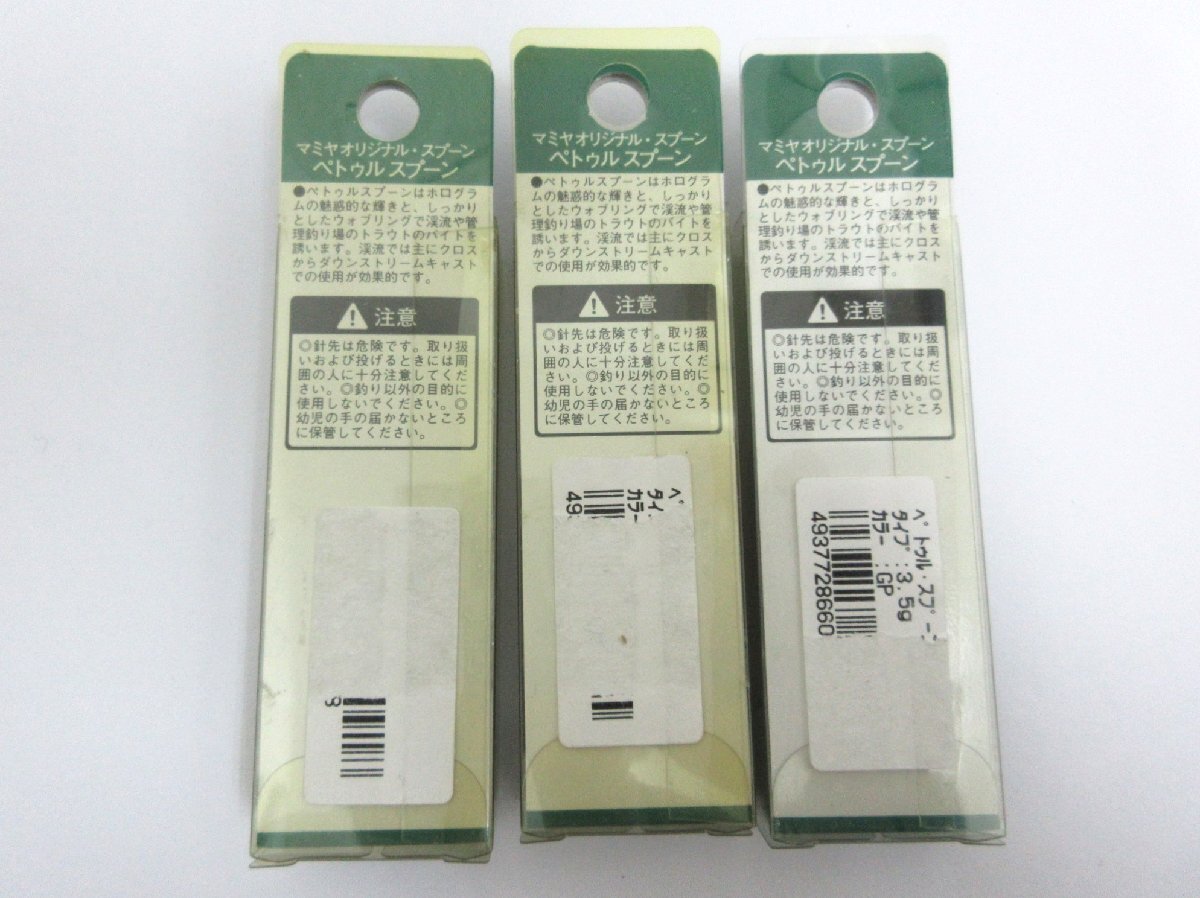 マミヤオリジナル・スプーン
ペトゥル スプーン
●ペトゥルスプーンはホログラ
ムの魅惑的な輝きと、しっかり
としたウォブリングで渓流や管
理釣り場のトラウトのバイトを
誘います。渓流では主にクロス
からダウンストリームキャスト
での使用が効果的です。
注意
◎針先は危険です。取り扱
いおよび投げるときには周
囲の人に十分注意してくだ
さい。◎釣り以外の目的に
使用しないでください。◎
幼児の手の届かないところ
に保管してください。
マミヤオリジナル・スプーン
ペトゥル スプーン
●ペトゥルスプーンはホログラ
ムの魅惑的な輝きと、しっかり
としたウォブリングで渓流や管
理釣り場のトラウトのバイトを
誘います。渓流では主にクロス
からダウンストリームキャスト
での使用が効果的です。
注意
◎針先は危険です。取り扱
いおよび投げるときには周
囲の人に十分注意してくだ
さい。◎釣り以外の目的に
使用しないでください。◎
幼児の手の届かないところ
に保管してください。
ペ
タイ
カラー
49
マミヤオリジナル・スプーン
ペトゥル スプーン
●ペトゥルスプーンはホログラ
ムの魅惑的な輝きと、しっかり
としたウォブリングで渓流や管
理釣り場のトラウトのバイトを
誘います。渓流では主にクロス
からダウンストリームキャスト
での使用が効果的です。
注意
◎針先は危険です。取り扱
いおよび投げるときには周
囲の人に十分注意してくだ
さい。◎釣り以外の目的に
使用しないでください。◎
幼児の手の届かないところ
に保管してください。
ペトゥル・スプーン
タイプ:3.5g
カラー:GP
4937728660